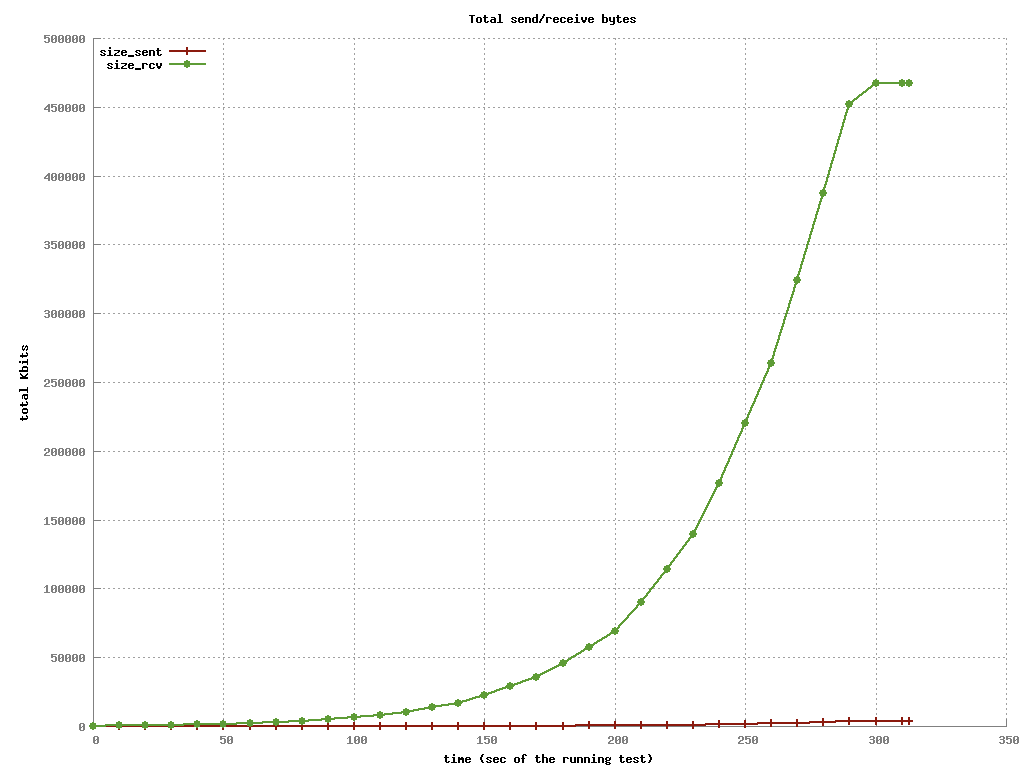 Total send/receive bytes
500000
size_sent
size_rcv
450000
400000
350000
300000
total Kbits
250000
200000
150000
100000
50000
0
0 50 100 150 200 250 300 350
time (sec of the running test)